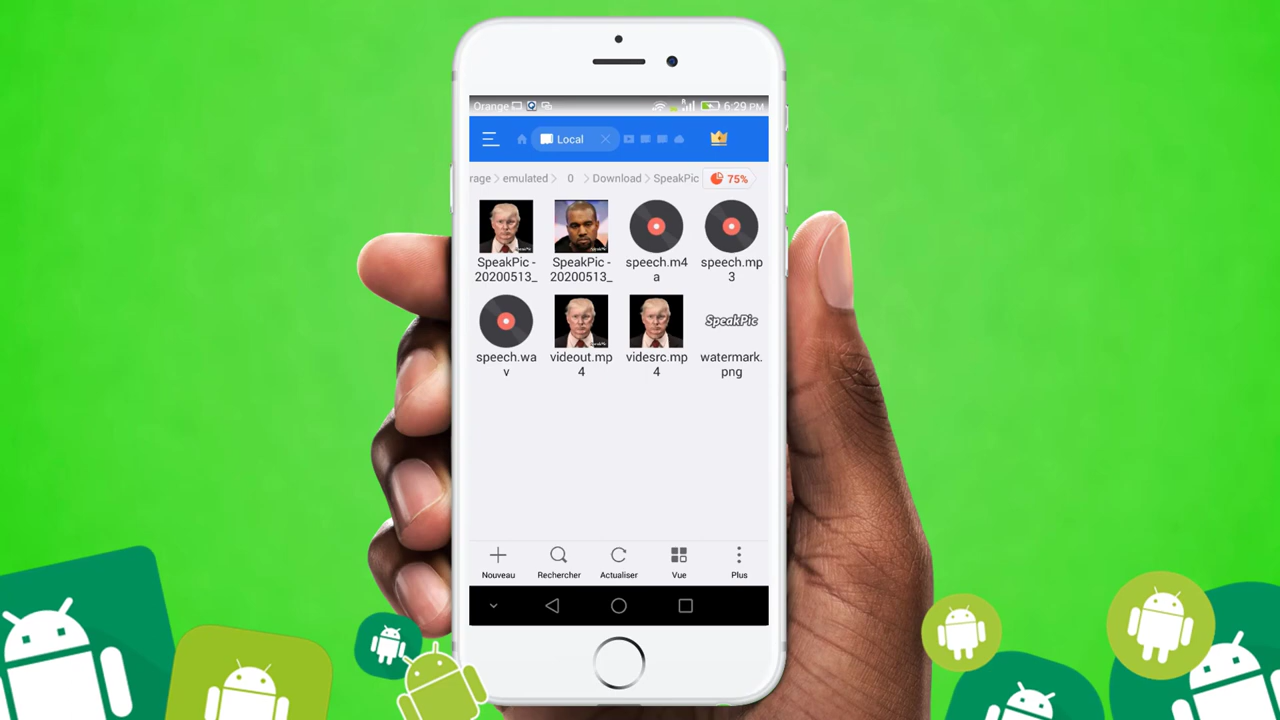 Orange 6:29 PM
Local
rage > emulated > 0 > Download > SpeakPic 75%
SpeakPic -
20200513_
SpeakPic -
20200513_
speech.m4
a
speech.mp
3
speech.wa
v
videout.mp
4
videsrc.mp
4
SpeakPic
watermark.
png
Nouveau Rechercher Actualiser Vue Plus